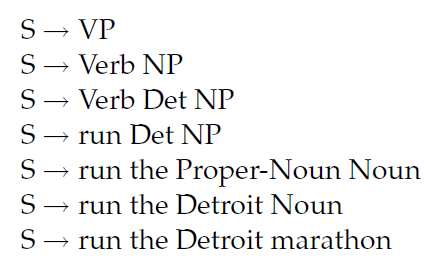 S → VP
S → Verb NP
S → Verb Det NP
S → run Det NP
S → run the Proper-Noun Noun
S → run the Detroit Noun
S → run the Detroit marathon